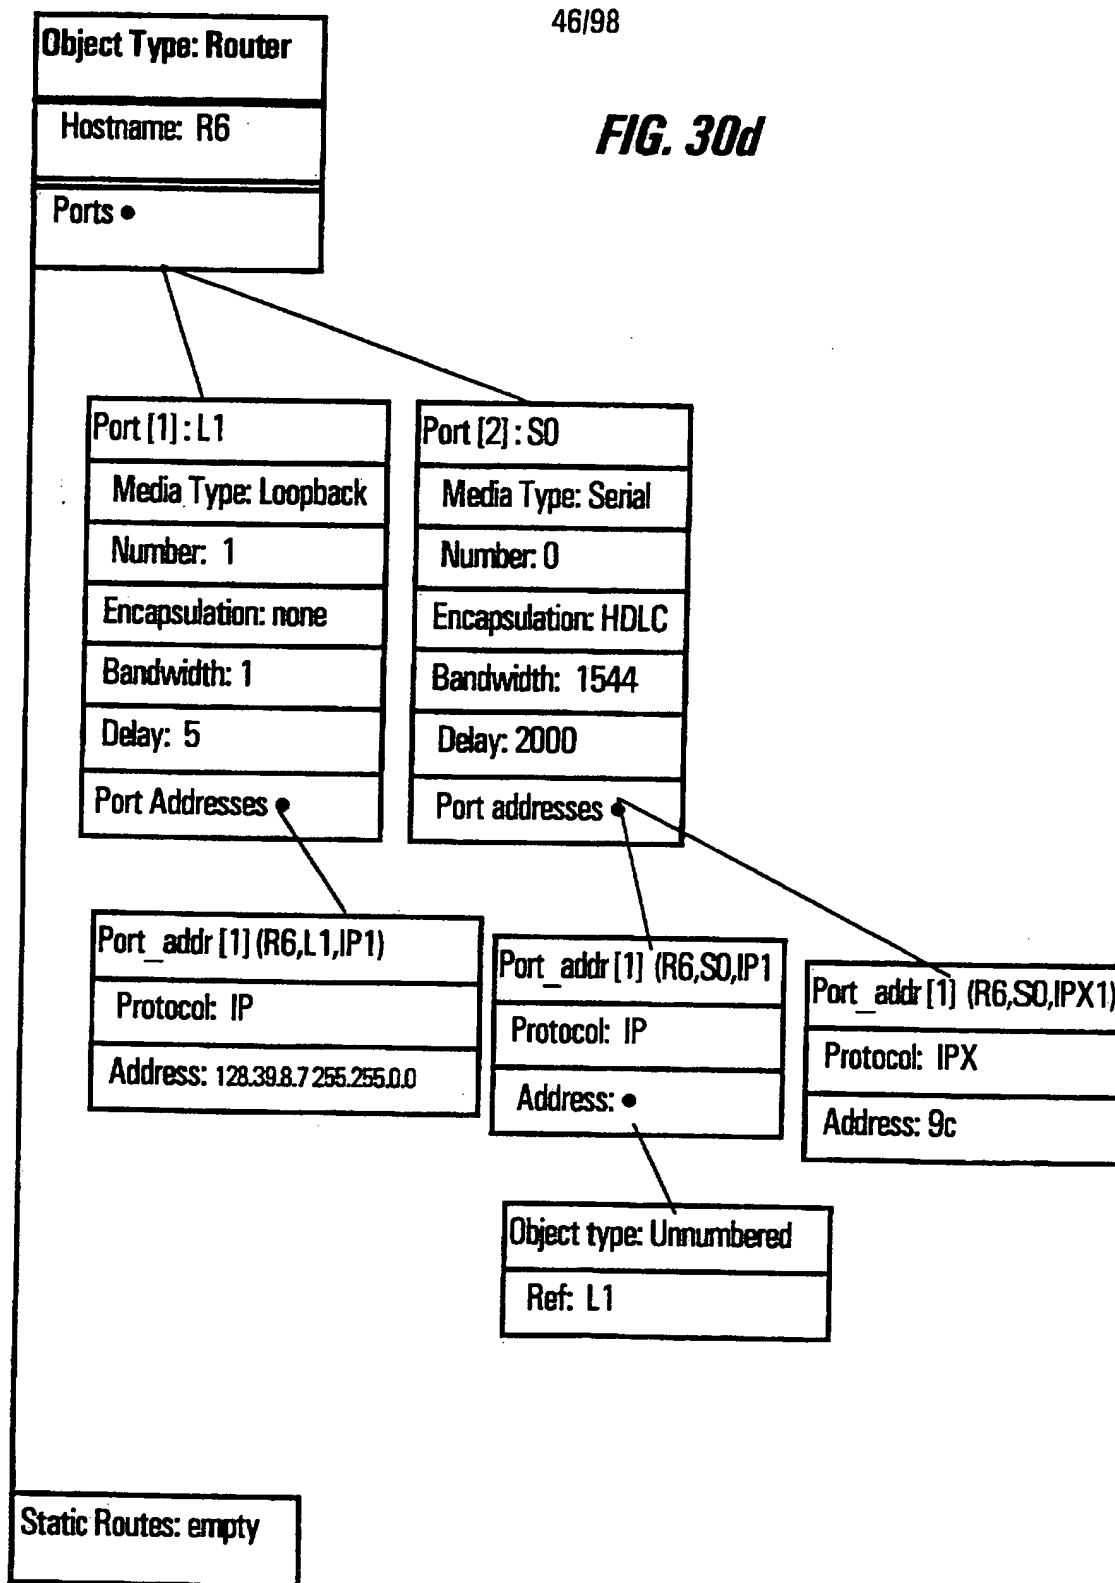 46/98
FIG. 30d
Object Type: Router
Hostname: R6
Ports
Port [1] : L1
Media Type: Loopback
Number: 1
Encapsulation: none
Bandwidth: 1
Delay: 5
Port Addresses
Port [2] : S0
Media Type: Serial
Number: 0
Encapsulation: HDLC
Bandwidth: 1544
Delay: 2000
Port addresses
Port_addr [1] (R6,L1,IP1)
Protocol: IP
Address: 128.39.8.7 255.255.0.0
Port_addr [1] (R6,S0,IP1
Protocol: IP
Address:
Port_addr [1] (R6,S0,IPX1)
Protocol: IPX
Address: 9c
Object type: Unnumbered
Ref: L1
Static Routes: empty